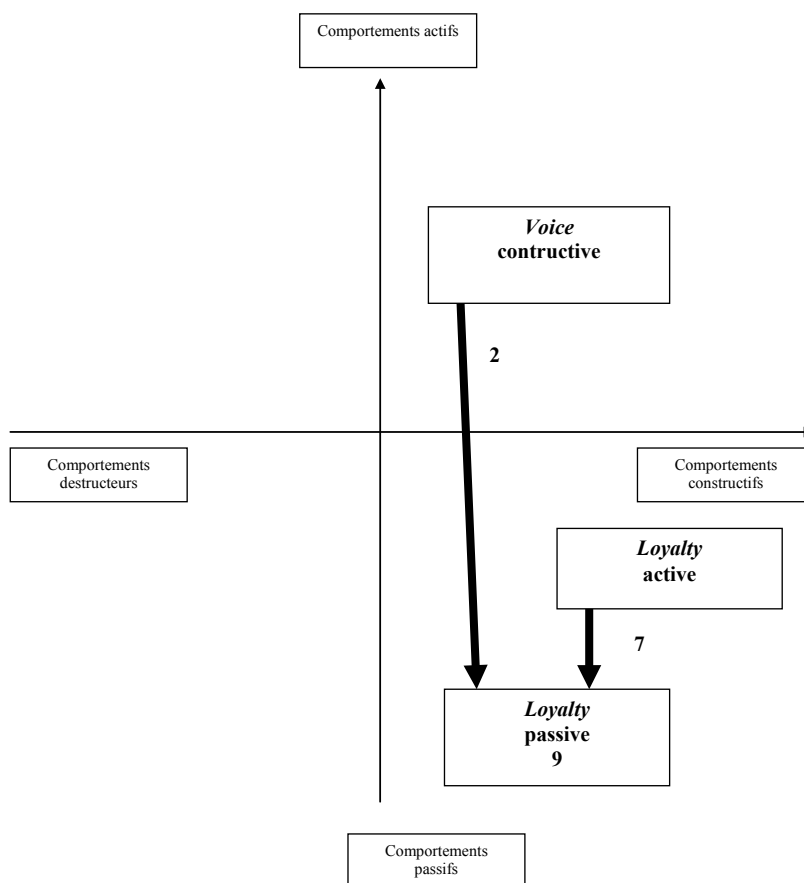 Comportements actifs
Voice
contructive
2
Comportements
destructeurs
Comportements
constructifs
Loyalty
active
7
Loyalty
passive
9
Comportements
passifs